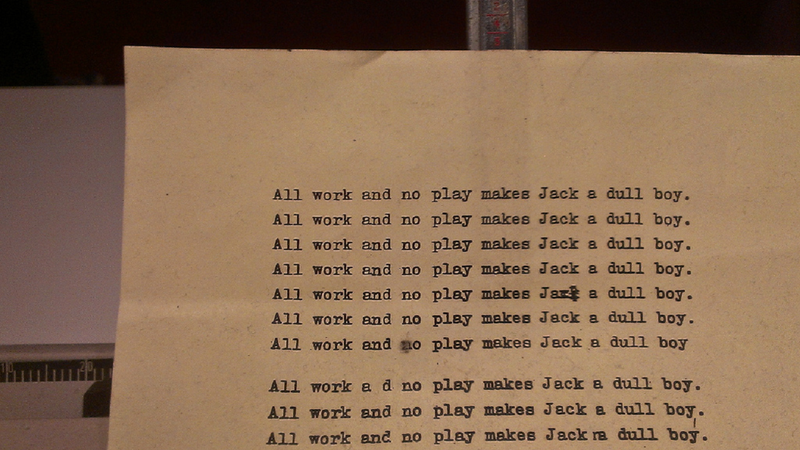 All work and no play makes Jack a dull boy.
All work and no play makes Jack a dull boy.
All work and no play makes Jack a dull boy.
All work and no play makes Jack a dull boy.
All work and no play makes a dull boy.
All work and no play makes Jack a dull boy.
All work and no play makes Jack a dull boy
All work a d no play makes Jack a dull boy.
All work and no play makes Jack a dull boy.
All work and no play makes Jack a dull boy.